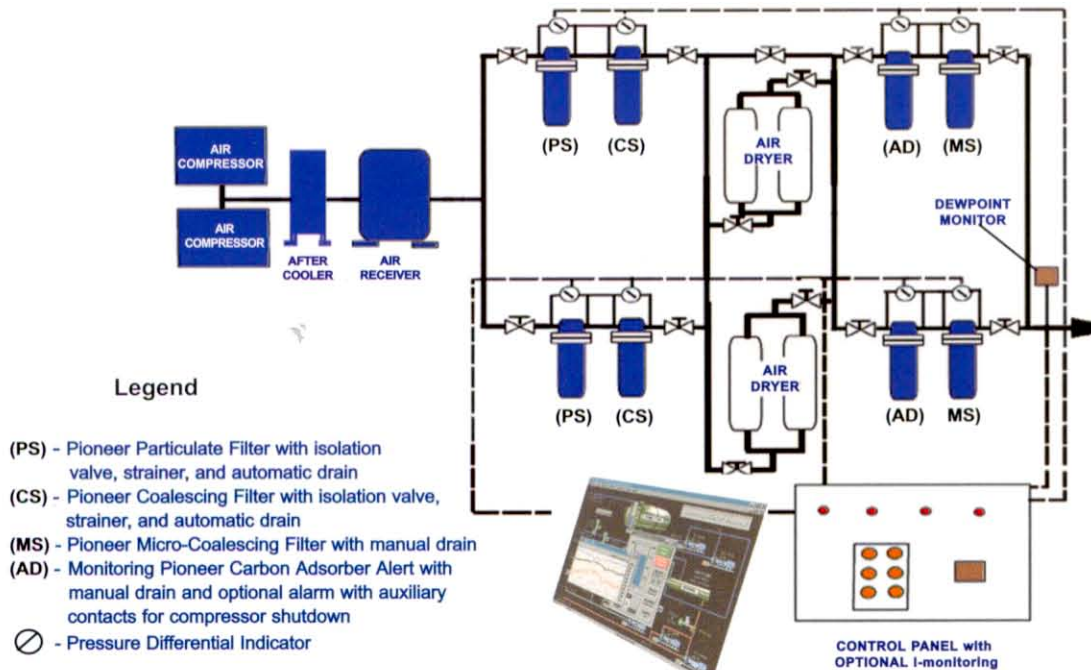 AIR
COMPRESSOR
AIR
COMPRESSOR
AFTER
COOLER
AIR
RECEIVER
(PS)
(CS)
AIR
DRYER
(AD)
(MS)
DEWPOINT
MONITOR
(PS)
(CS)
AIR
DRYER
(AD)
MS)
Legend
(PS) - Pioneer Particulate Filter with isolation
valve, strainer, and automatic drain
(CS) - Pioneer Coalescing Filter with isolation valve,
strainer, and automatic drain
(MS) - Pioneer Micro-Coalescing Filter with manual drain
(AD) - Monitoring Pioneer Carbon Adsorber Alert with
manual drain and optional alarm with auxiliary
contacts for compressor shutdown
- Pressure Differential Indicator
CONTROL PANEL with
OPTIONAL I-monitoring